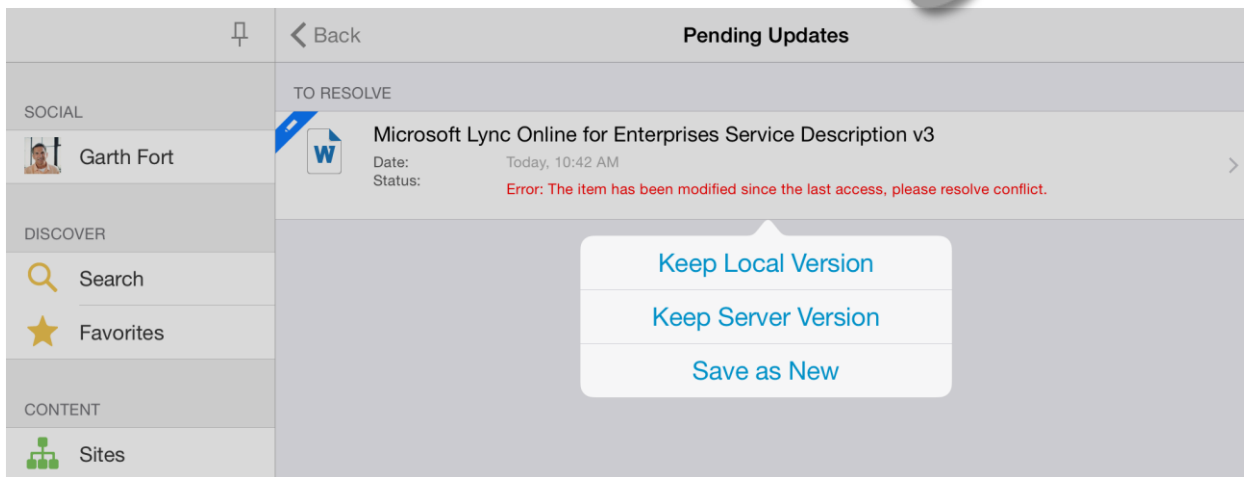 Back
Pending Updates
TO RESOLVE
SOCIAL
Garth Fort
W
Microsoft Lync Online for Enterprises Service Description v3
Date: Today, 10:42 AM
Status: Error: The item has been modified since the last access, please resolve conflict.
DISCOVER
Search
Favorites
Keep Local Version
Keep Server Version
Save as New
CONTENT
Sites